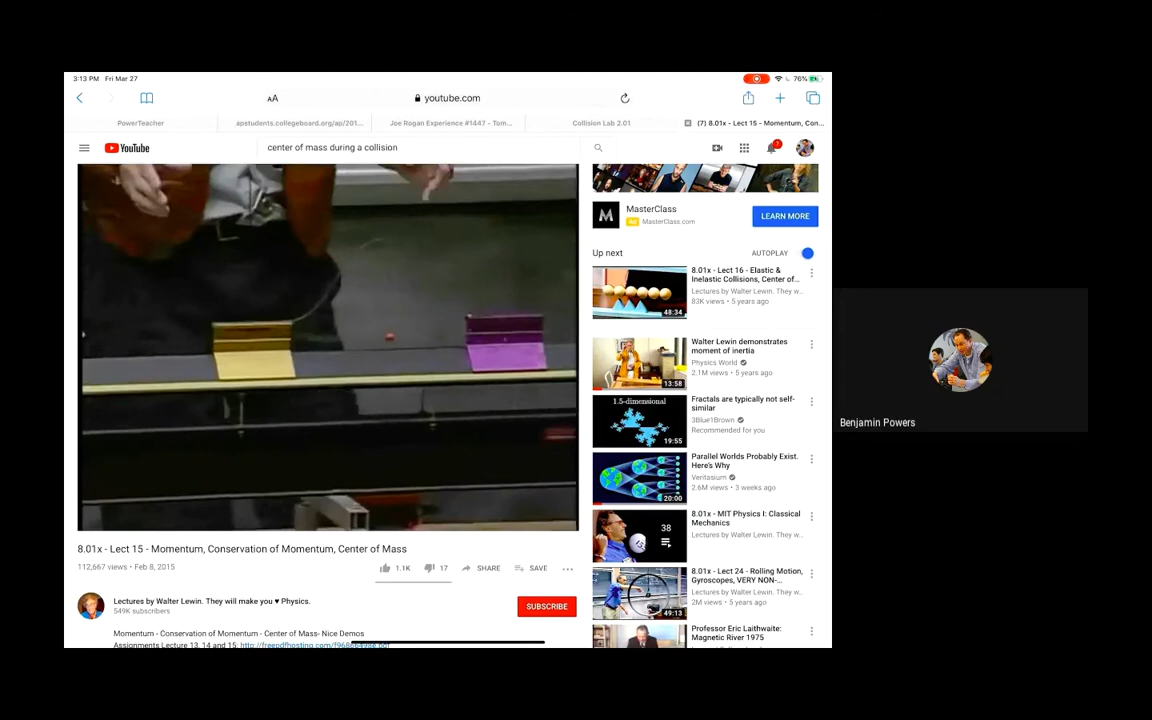 3:13 PM Fri Mar 27
76%
AA
youtube.com
PowerTeacher
apstudents.collegeboard.org/ap/201...
Joe Rogan Experience #1447 - Tom...
Collision Lab 2.01
(7) 8.01x - Lect 15 - Momentum, Con...
YouTube
center of mass during a collision
M
MasterClass
Ad MasterClass.com
LEARN MORE
Up next
AUTOPLAY
8.01x - Lect 16 - Elastic &
Inelastic Collisions, Center of...
Lectures by Walter Lewin. They w...
83K views • 5 years ago
48:34
Walter Lewin demonstrates
moment of inertia
Physics World
2.1M views • 5 years ago
13:58
1.5-dimensional
Fractals are typically not self-
similar
3Blue1Brown
Recommended for you
19:55
Parallel Worlds Probably Exist.
Here's Why
Veritasium
2.6M views • 3 weeks ago
20:00
8.01x - MIT Physics I: Classical
Mechanics
Lectures by Walter Lewin. They w...
38
8.01x - Lect 24 - Rolling Motion,
Gyroscopes, VERY NON-...
Lectures by Walter Lewin. They w...
2M views • 5 years ago
49:13
Professor Eric Laithwaite:
Magnetic River 1975
8.01x - Lect 15 - Momentum, Conservation of Momentum, Center of Mass
112,667 views • Feb 8, 2015
1.1K
17
SHARE
SAVE
Lectures by Walter Lewin. They will make you ♥ Physics.
549K subscribers
SUBSCRIBE
Momentum - Conservation of Momentum - Center of Mass- Nice Demos
Assignments Lecture 13, 14 and 15:
Benjamin Powers